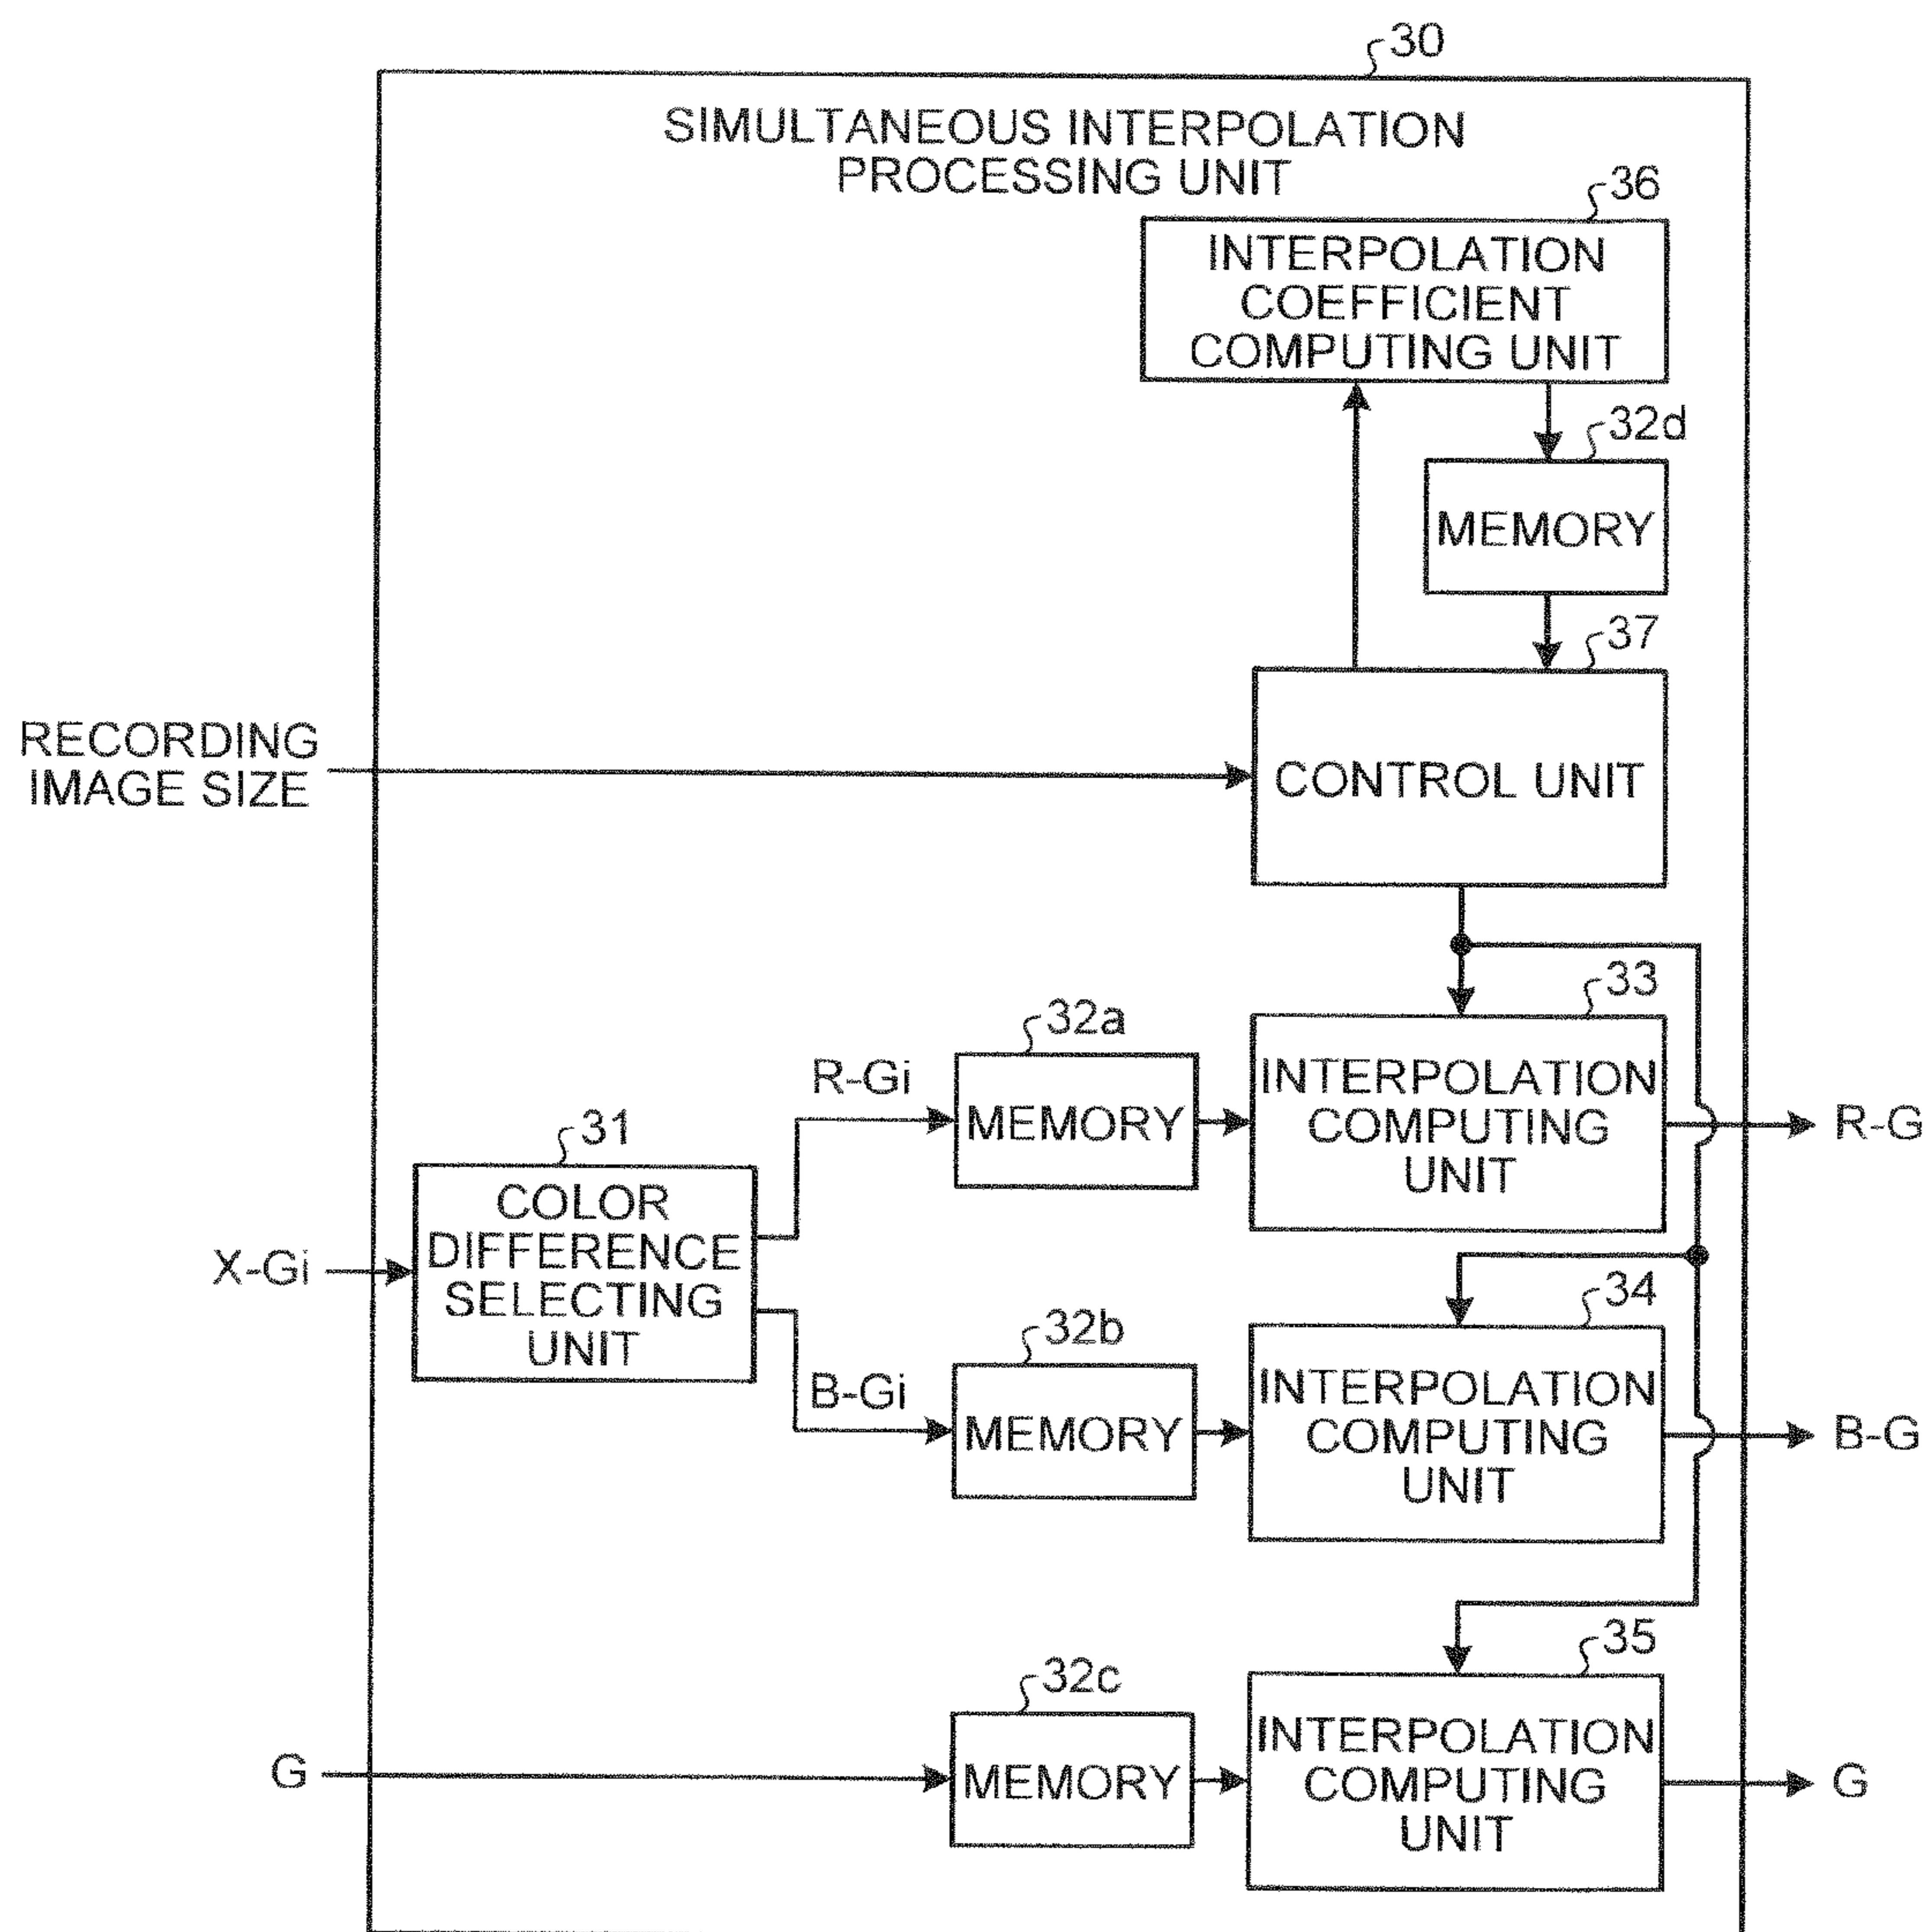 30
SIMULTANEOUS INTERPOLATION
PROCESSING UNIT
36
INTERPOLATION
COEFFICIENT
COMPUTING UNIT
32d
MEMORY
37
RECORDING
IMAGE SIZE
CONTROL UNIT
33
32a
R-Gi
MEMORY
INTERPOLATION
COMPUTING
UNIT
R-G
31
COLOR
DIFFERENCE
SELECTING
UNIT
X-Gi
34
32b
B-Gi
MEMORY
INTERPOLATION
COMPUTING
UNIT
B-G
35
32c
G
MEMORY
INTERPOLATION
COMPUTING
UNIT
G